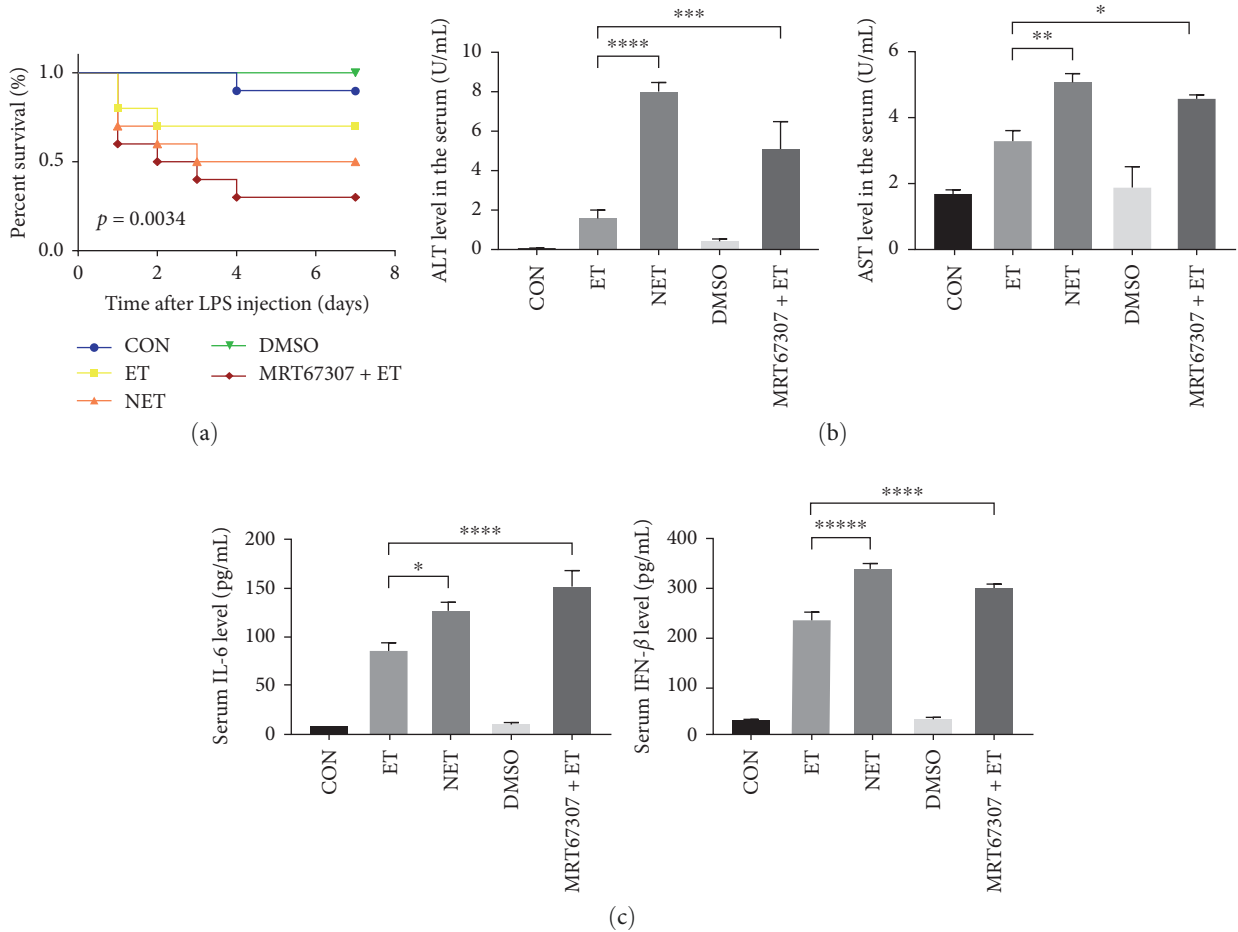 Percent survival (%)
1.0
0.5
0.0
p = 0.0034
0 2 4 6 8
Time after LPS injection (days)
CON
ET
NET
DMSO
MRT67307 + ET
(a)
ALT level in the serum (U/mL)
10
8
6
4
2
0
***
****
CON
ET
NET
DMSO
MRT67307 + ET
AST level in the serum (U/mL)
6
4
2
0
*
**
CON
ET
NET
DMSO
MRT67307 + ET
(b)
Serum IL-6 level (pg/mL)
200
150
100
50
0
****
*
CON
ET
NET
DMSO
MRT67307 + ET
Serum IFN-β level (pg/mL)
400
300
200
100
0
****
*****
CON
ET
NET
DMSO
MRT67307 + ET
(c)